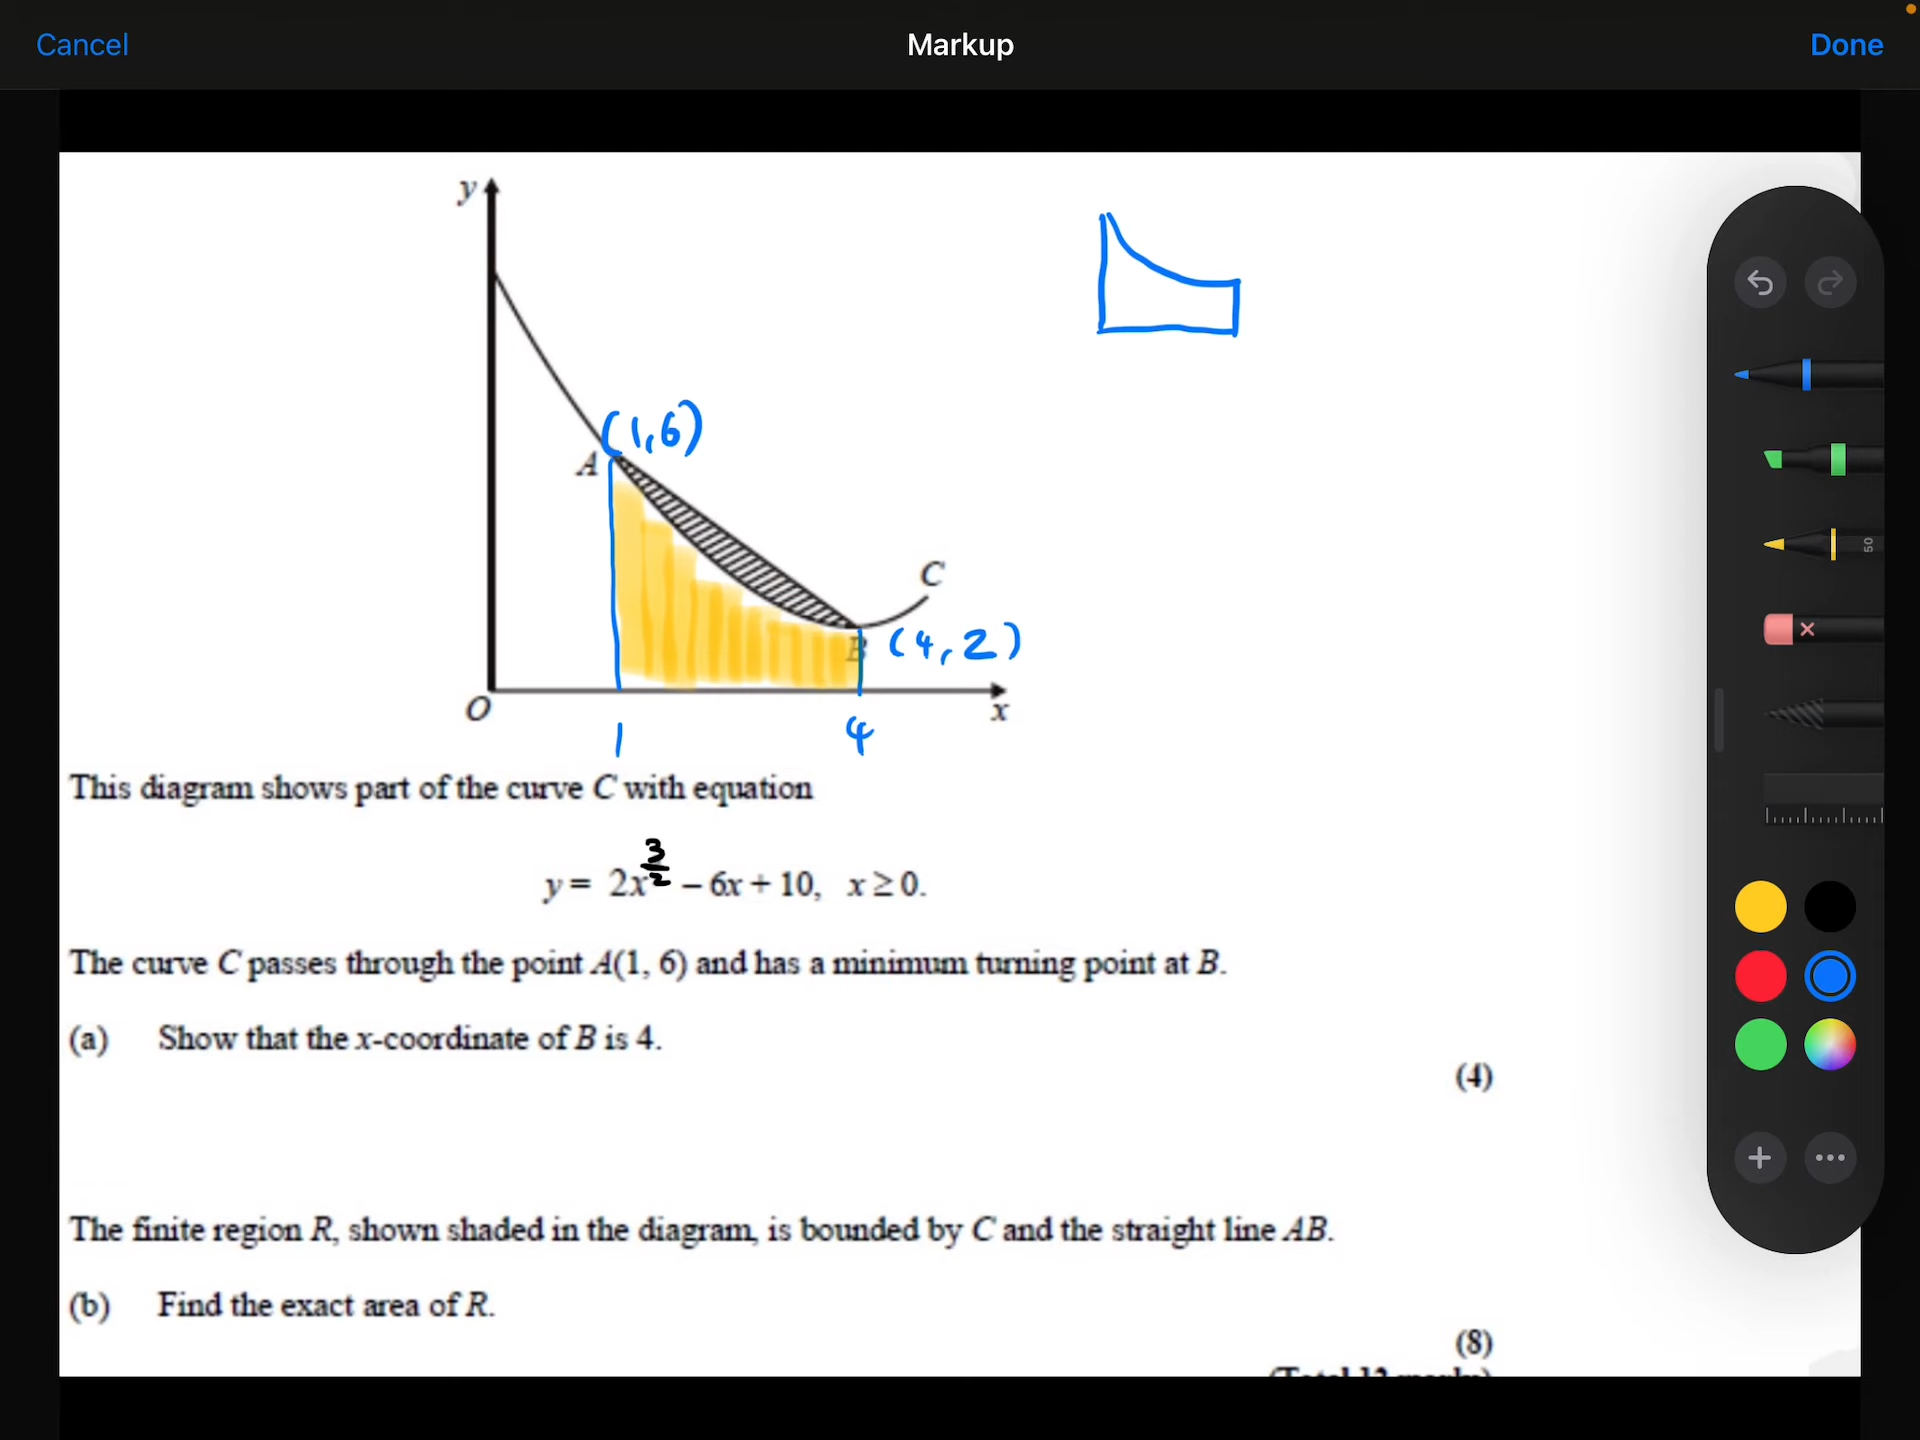 Cancel
Markup
Done
y
(1,6)
A
C
B
(4,2)
O
x
1
4
50
This diagram shows part of the curve C with equation
y = 2x^{3/2} – 6x + 10,   x ≥ 0.
The curve C passes through the point A(1, 6) and has a minimum turning point at B.
(a) Show that the x-coordinate of B is 4.
(4)
The finite region R, shown shaded in the diagram, is bounded by C and the straight line AB.
(b) Find the exact area of R.
(8)
(Total 12 marks)